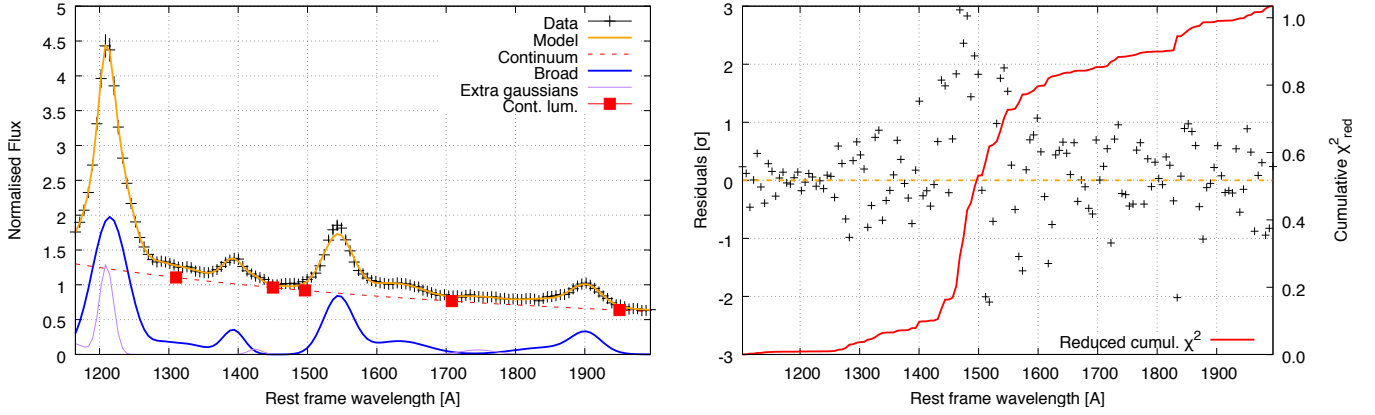 5
4.5
4
3.5
3
2.5
2
1.5
1
0.5
0
Normalised Flux
1200 1300 1400 1500 1600 1700 1800 1900
Rest frame wavelength [A]
Data
Model
Continuum
Broad
Extra gaussians
Cont. lum.
3
2
1
0
-1
-2
-3
Residuals [σ]
1200 1300 1400 1500 1600 1700 1800 1900
Rest frame wavelength [A]
Reduced cumul. χ²
1.0
0.8
0.6
0.4
0.2
0.0
Cumulative χ²red